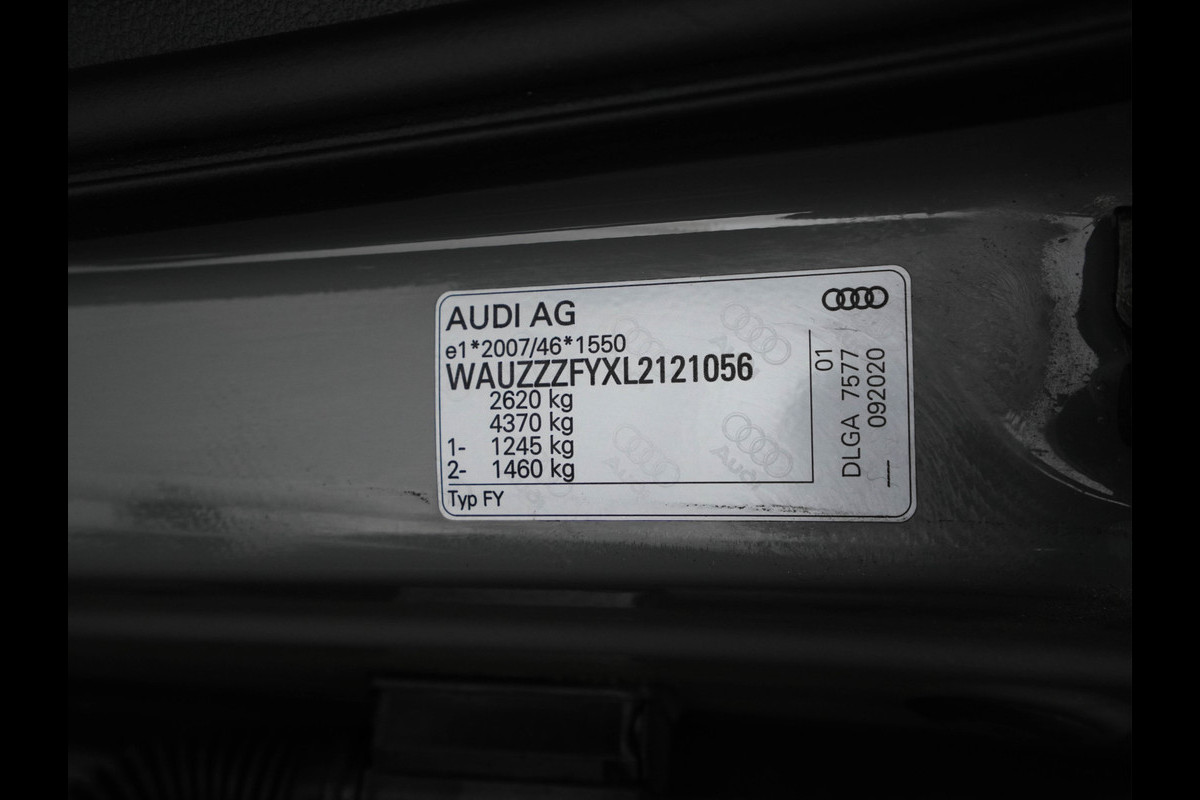 AUDI AG
e1*2007/46*1550
WAUZZZFYXL2121056
2620 kg
4370 kg
1- 1245 kg
2- 1460 kg
Typ FY
01
DLGA 7577
— 092020